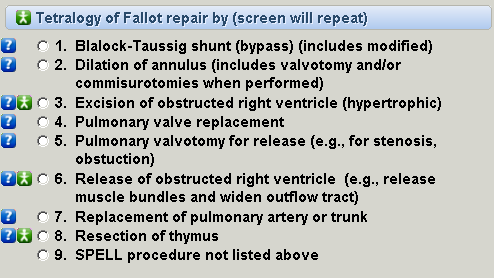 Tetralogy of Fallot repair by (screen will repeat)
1. Blalock-Taussig shunt (bypass) (includes modified)
2. Dilation of annulus (includes valvotomy and/or
commisurotomies when performed)
3. Excision of obstructed right ventricle (hypertrophic)
4. Pulmonary valve replacement
5. Pulmonary valvotomy for release (e.g., for stenosis,
obstuction)
6. Release of obstructed right ventricle (e.g., release
muscle bundles and widen outflow tract)
7. Replacement of pulmonary artery or trunk
8. Resection of thymus
9. SPELL procedure not listed above